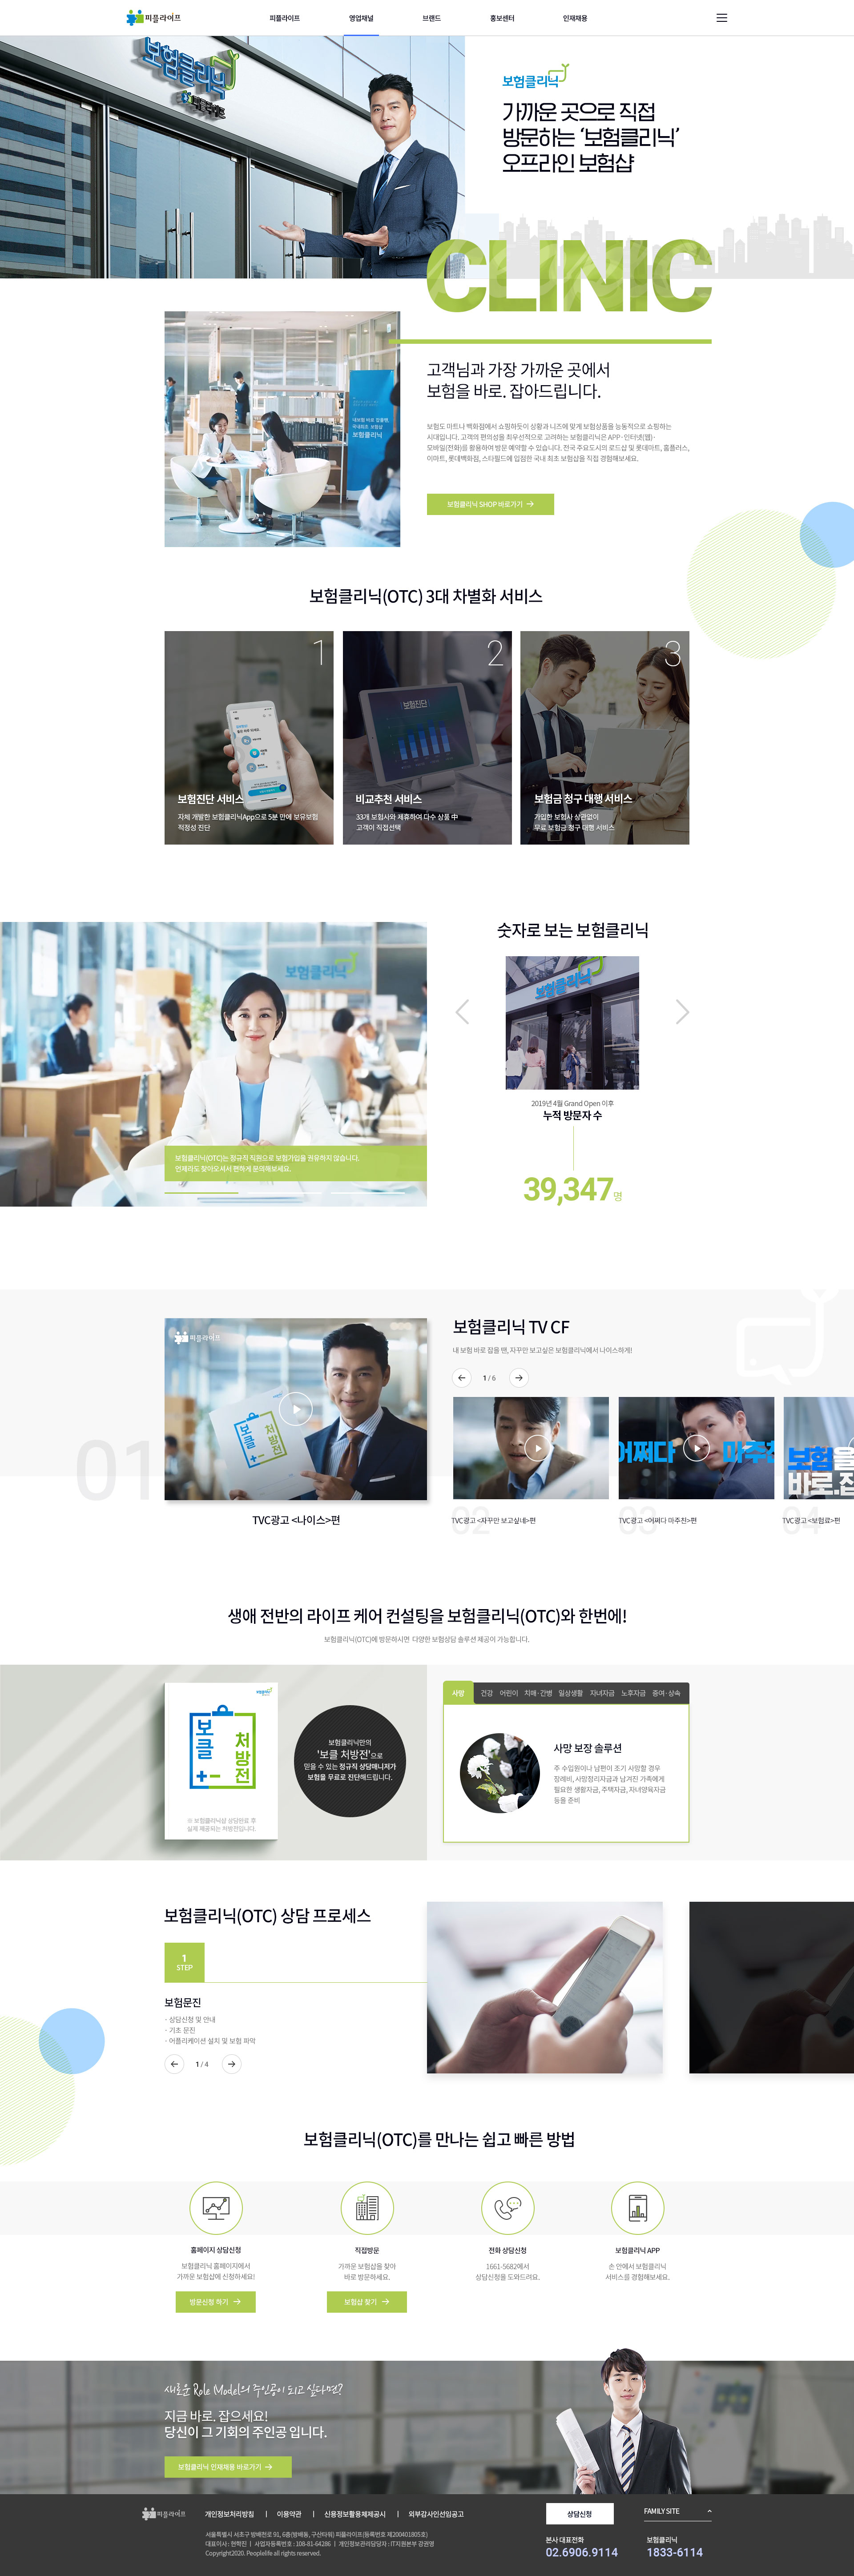 피플라이프
피플라이프
영업채널
브랜드
홍보센터
인재채용
보험클리닉
보험클리닉
가까운 곳으로 직접
방문하는 ‘보험클리닉’
오프라인 보험샵
CLINIC
보험클리닉
고객님과 가장 가까운 곳에서
보험을 바로. 잡아드립니다.
보험도 마트나 백화점에서 쇼핑하듯이 상황과 니즈에 맞게 보험상품을 능동적으로 쇼핑하는
시대입니다. 고객의 편의성을 최우선적으로 고려하는 보험클리닉은 APP·인터넷(웹)·
모바일(전화)을 활용하여 방문 예약할 수 있습니다. 전국 주요도시의 로드샵 및 롯데마트, 홈플러스,
이마트, 롯데백화점, 스타필드에 입점한 국내 최초 보험샵을 직접 경험해보세요.
보험클리닉 SHOP 바로가기
보험클리닉(OTC) 3대 차별화 서비스
1
보험진단 서비스
자체 개발한 보험클리닉App으로 5분 만에 보유보험
적정성 진단
2
보험진단
비교추천 서비스
33개 보험사와 제휴하여 다수 상품 中
고객이 직접선택
3
보험금 청구 대행 서비스
가입한 보험사 상관없이
무료 보험금 청구 대행 서비스
보험클리닉
보험클리닉(OTC)는 정규직 직원으로 보험가입을 권유하지 않습니다.
언제라도 찾아오셔서 편하게 문의해보세요.
숫자로 보는 보험클리닉
보험클리닉
2019년 4월 Grand Open 이후
누적 방문자 수
39,347명
01
피플라이프
처방전
TVC광고 <나이스>편
보험클리닉 TV CF
내 보험 바로 잡을 땐, 자꾸만 보고싶은 보험클리닉에서 나이스하게!
1 / 6
02
TVC광고 <자꾸만 보고싶네>편
어쩌다 마주친
03
TVC광고 <어쩌다 마주친>편
보험료
바로.잡
04
TVC광고 <보험료>편
생애 전반의 라이프 케어 컨설팅을 보험클리닉(OTC)와 한번에!
보험클리닉(OTC)에 방문하시면 다양한 보험상담 솔루션 제공이 가능합니다.
보클 처방전
※ 보험클리닉샵 상담완료 후
실제 제공되는 처방전입니다.
보험클리닉만의
'보클 처방전'으로
믿을 수 있는 정규직 상담매니저가
보험을 무료로 진단해드립니다.
사망
건강
어린이
치매·간병
일상생활
자녀자금
노후자금
증여·상속
사망 보장 솔루션
주 수입원이나 남편이 조기 사망할 경우
장례비, 사망정리자금과 남겨진 가족에게
필요한 생활자금, 주택자금, 자녀양육자금
등을 준비
보험클리닉(OTC) 상담 프로세스
1
STEP
보험문진
· 상담신청 및 안내
· 기초 문진
· 어플리케이션 설치 및 보험 파악
1 / 4
보험클리닉(OTC)를 만나는 쉽고 빠른 방법
홈페이지 상담신청
보험클리닉 홈페이지에서
가까운 보험샵에 신청하세요!
방문신청 하기
직접방문
가까운 보험샵을 찾아
바로 방문하세요.
보험샵 찾기
전화 상담신청
1661-5682에서
상담신청을 도와드려요.
보험클리닉 APP
손 안에서 보험클리닉
서비스를 경험해보세요.
새로운 Role Model의 주인공이 되고 싶다면?
지금 바로. 잡으세요!
당신이 그 기회의 주인공 입니다.
보험클리닉 인재채용 바로가기
피플라이프
개인정보처리방침 | 이용약관 | 신용정보활용체제공시 | 외부감사인선임공고
서울특별시 서초구 방배천로 91, 6층(방배동, 구산타워) 피플라이프(등록번호 제200401805호)
대표이사 : 현학진 | 사업자등록번호 : 108-81-64286 | 개인정보관리담당자 : IT지원본부 강권영
Copyright2020. Peoplelife all rights reserved.
상담신청
FAMILY SITE
본사 대표전화
02.6906.9114
보험클리닉
1833-6114